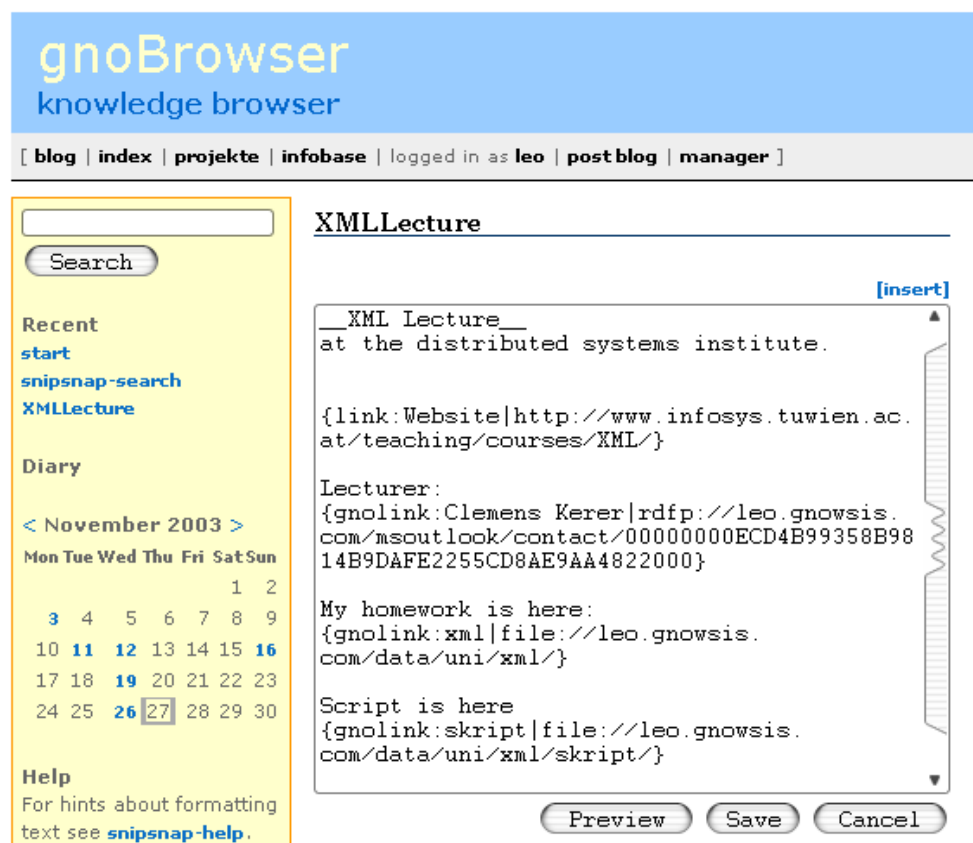 gnoBrowser
knowledge browser
[ blog | index | projekte | infobase | logged in as leo | post blog | manager ]
Search
Recent
start
snipsnap-search
XMLLecture
Diary
< November 2003 >
Mon Tue Wed Thu Fri Sat Sun
1 2
3 4 5 6 7 8 9
10 11 12 13 14 15 16
17 18 19 20 21 22 23
24 25 26 27 28 29 30
Help
For hints about formatting
text see snipsnap-help.
XMLLecture
[insert]
__XML Lecture__
at the distributed systems institute.
{link:Website|http://www.infosys.tuwien.ac.
at/teaching/courses/XML/}
Lecturer:
{gnolink:Clemens Kerer|rdfp://leo.gnowsis.
com/msoutlook/contact/00000000ECD4B99358B98
14B9DAFE2255CD8AE9AA4822000}
My homework is here:
{gnolink:xml|file://leo.gnowsis.
com/data/uni/xml/}
Script is here
{gnolink:skript|file://leo.gnowsis.
com/data/uni/xml/skript/}
Preview Save Cancel